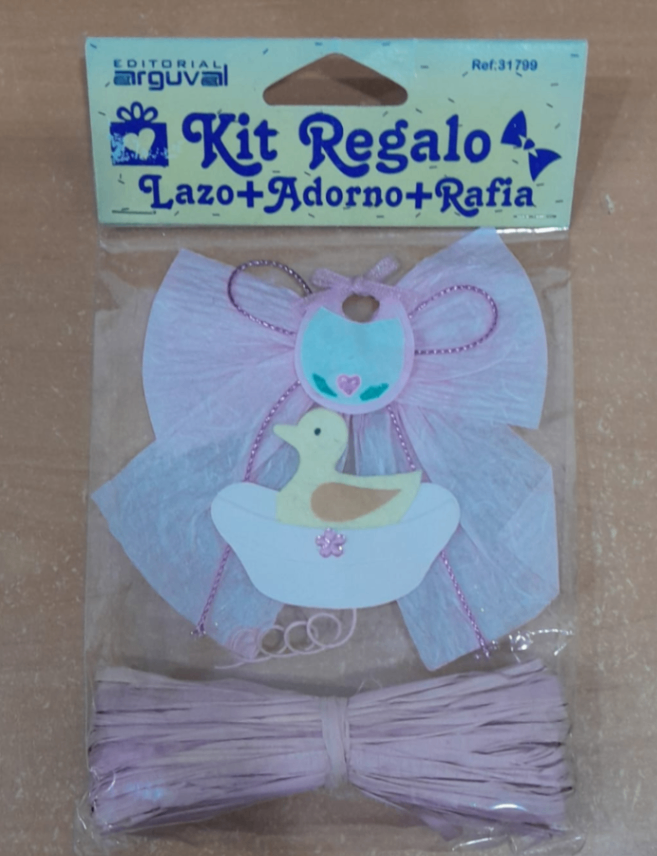 EDITORIAL
arguval
Ref:31799
Kit Regalo
Lazo+Adorno+Rafia